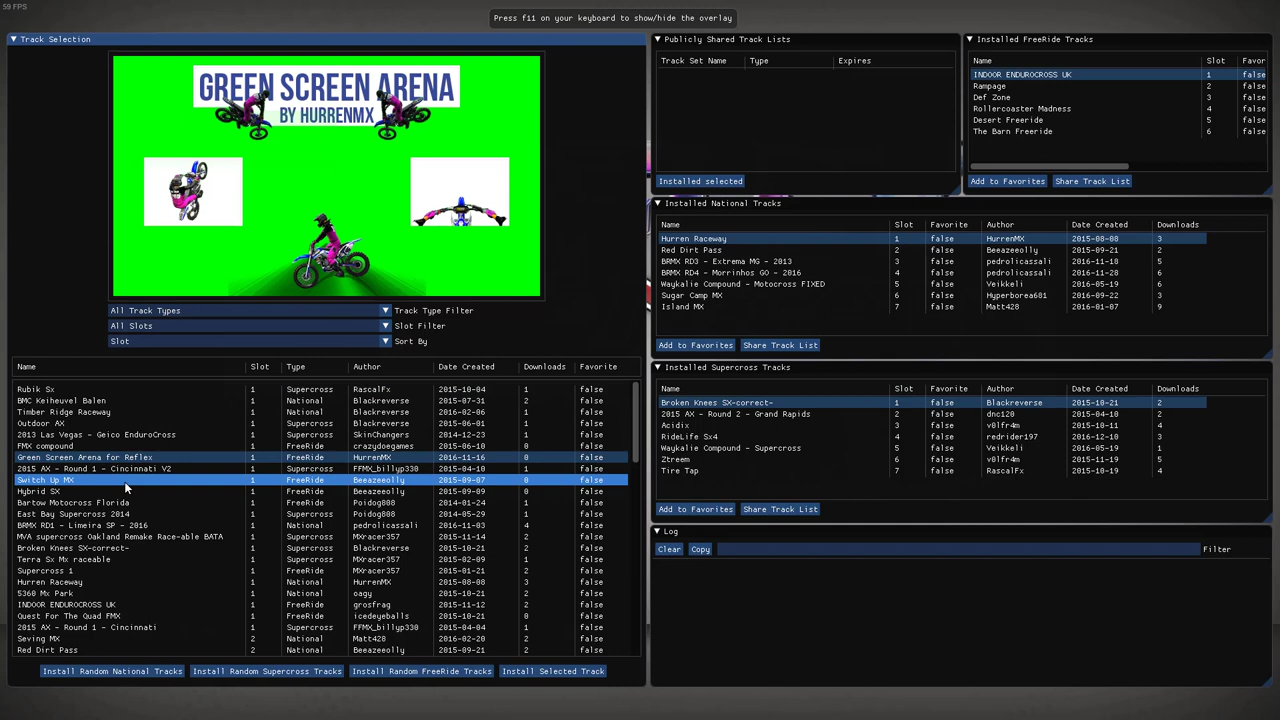 59 FPS
Press f11 on your keyboard to show/hide the overlay
Track Selection
GREEN SCREEN ARENA
BY HURRENMX
All Track Types Track Type Filter
All Slots Slot Filter
Slot Sort By
Name Slot Type Author Date Created Downloads Favorite
Rubik Sx 1 Supercross RascalFx 2015-10-04 1 false
BMC Keiheuvel Balen 1 National Blackreverse 2015-07-31 2 false
Timber Ridge Raceway 1 National Blackreverse 2016-02-06 1 false
Outdoor AX 1 Supercross Blackreverse 2015-05-03 2 false
2013 Las Vegas - Geico EnduroCross 1 Supercross SkinChangers 2014-12-23 1 false
FMX compound 1 FreeRide crazydoegames 2015-06-10 0 false
Green Screen Arena for Reflex 1 FreeRide HurrenMX 2016-11-16 0 false
2015 AX - Round 1 - Cincinnati V2 1 Supercross FFMX_billyp330 2015-04-10 1 false
Switch Up MX 1 FreeRide Beeazeeolly 2015-09-07 0 false
Hybrid SX 1 FreeRide Beeazeeolly 2015-09-09 0 false
Bartow Motocross Florida 1 FreeRide Poidog808 2014-01-24 1 false
East Bay Supercross 2014 1 Supercross Poidog808 2014-05-29 1 false
BRMX RD1 - Limeira SP - 2016 1 National pedrolicassali 2016-11-03 4 false
MVA supercross Oakland Remake Race-able BATA 1 Supercross MXracer357 2015-11-14 2 false
Broken Knees SX-correct- 1 Supercross Blackreverse 2015-10-21 2 false
Terra Sx Mx raceable 1 Supercross MXracer357 2015-02-09 1 false
Supercross 1 1 Supercross MXracer357 2015-10-21 2 false
Hurren Raceway 1 National HurrenMX 2015-08-08 3 false
5360 Mx Park 1 National oagy 2015-10-21 2 false
INDOOR ENDUROCROSS UK 1 FreeRide grosfrag 2015-11-12 2 false
Quest For The Quad FMX 1 FreeRide icedeyeballs 2015-03-11 0 false
2015 AX - Round 1 - Cincinnati 1 Supercross FFMX_billyp330 2015-04-10 1 false
Seving MX 2 National Matt428 2016-02-20 2 false
Red Dirt Pass 2 National Beeazeeolly 2015-09-21 2 false
Install Random National Tracks Install Random Supercross Tracks Install Random FreeRide Tracks Install Selected Track
Publicly Shared Track Lists
Track Set Name Type Expires
Installed selected
Installed FreeRide Tracks
Name Slot Favor
INDOOR ENDUROCROSS UK 1 false
Rampage 2 false
Def Zone 3 false
Rollercoaster Madness 4 false
Desert Freeride 5 false
The Barn Freeride 6 false
Add to Favorites Share Track List
Installed National Tracks
Name Slot Favorite Author Date Created Downloads
Hurren Raceway 1 false HurrenMX 2015-08-08 3
Red Dirt Pass 2 false Beeazeeolly 2015-09-21 2
BRMX RD3 - Extrema MG - 2013 3 false pedrolicassali 2016-11-18 5
BRMX RD4 - Morrinhos GO - 2016 4 false pedrolicassali 2016-11-28 6
Waykalie Compound - Motocross FIXED 5 false Veikkeli 2016-05-19 6
Sugar Camp MX 6 false Hyperborea681 2016-09-22 3
Island MX 7 false Matt428 2016-01-07 9
Add to Favorites Share Track List
Installed Supercross Tracks
Name Slot Favorite Author Date Created Downloads
Broken Knees SX-correct- 1 false Blackreverse 2015-10-21 2
2015 AX - Round 2 - Grand Rapids 2 false dnc120 2015-04-10 2
Acidix 3 false v0lfr4m 2015-10-11 2
RideLife Sx4 4 false redrider197 2016-12-10 3
Waykalie Compound - Supercross 5 false Veikkeli 2016-03-19 1
Ztreem 6 false v0lfr4m 2015-11-19 5
Tire Tap 7 false RascalFx 2015-10-19 4
Add to Favorites Share Track List
Log
Clear Copy Filter